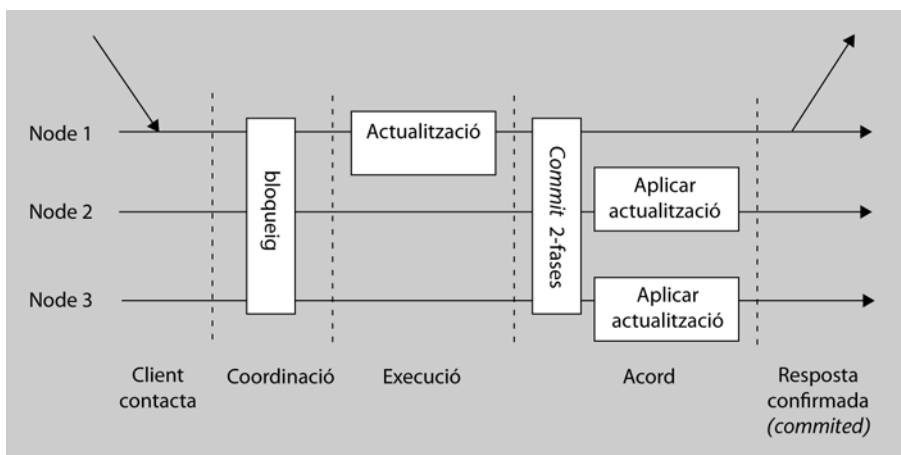 Node 1
bloqueig
Actualització
Commit 2-fases
Node 2
Aplicar
actualització
Node 3
Aplicar
actualització
Client
contacta
Coordinació
Execució
Acord
Resposta
confirmada
(commited)